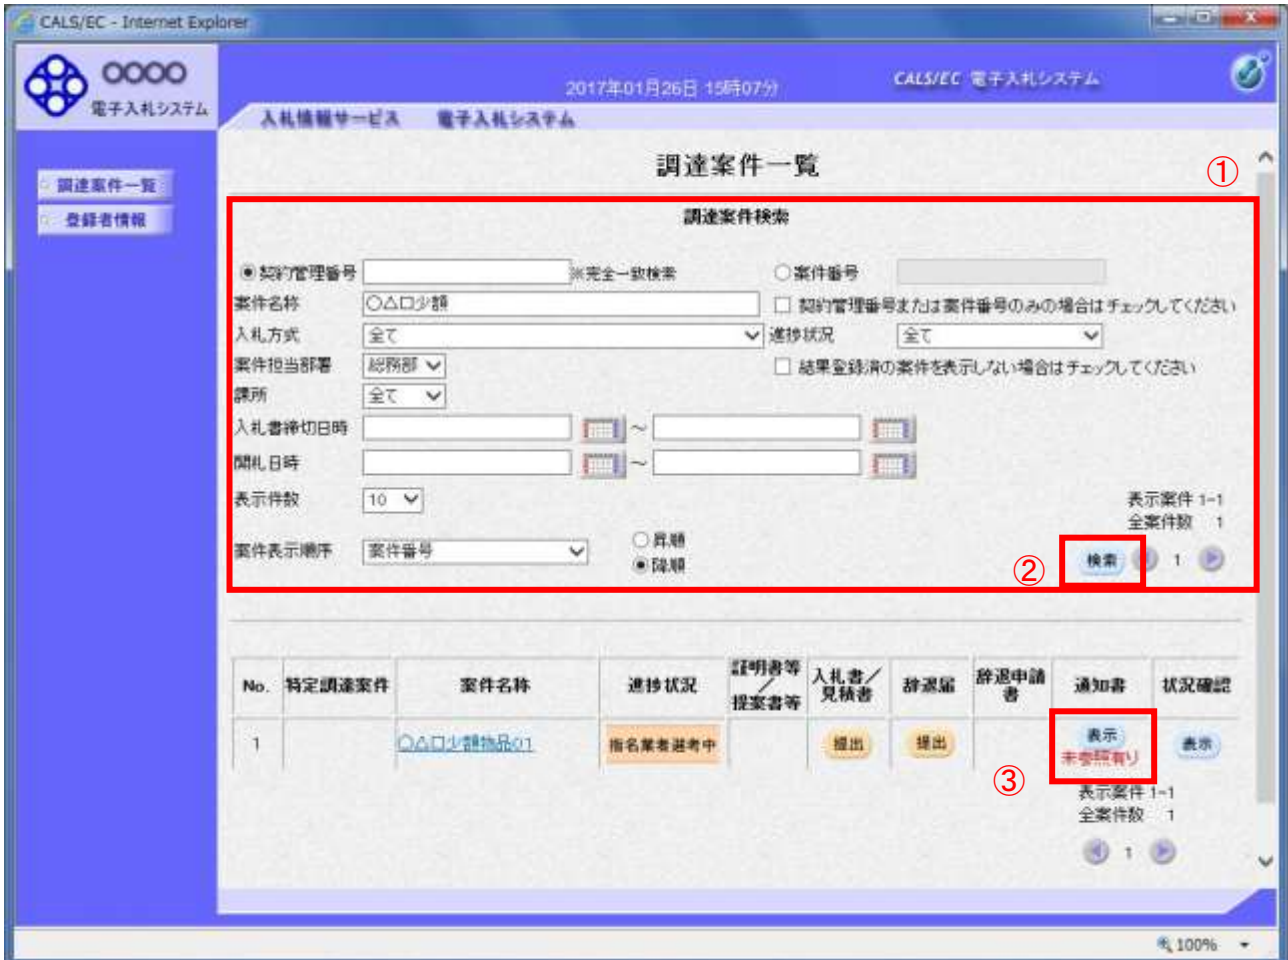 CALS/EC - Internet Explorer
○○○○
電子入札システム
2017年01月26日 15時07分
CALS/EC 電子入札システム
入札情報サービス 電子入札システム
調達案件一覧
登録者情報
調達案件一覧
①
調達案件検索
契約管理番号 ※完全一致検索 案件番号
案件名称 ○△□少額 契約管理番号または案件番号のみの場合はチェックしてください
入札方式 全て 進捗状況 全て
案件担当部署 総務部 結果登録済の案件を表示しない場合はチェックしてください
課所 全て
入札書締切日時 ～
開札日時 ～
表示件数 10
表示案件 1-1
全案件数 1
案件表示順序 案件番号 昇順
降順
② 検索 1
No. 特定調達案件 案件名称 進捗状況 証明書等／提案書等 入札書／見積書 辞退届 辞退申請書 通知書 状況確認
1 ○△□少額物品01 指名業者選考中 提出 提出 表示 表示
未参照有り
③
表示案件 1-1
全案件数 1
1
100%